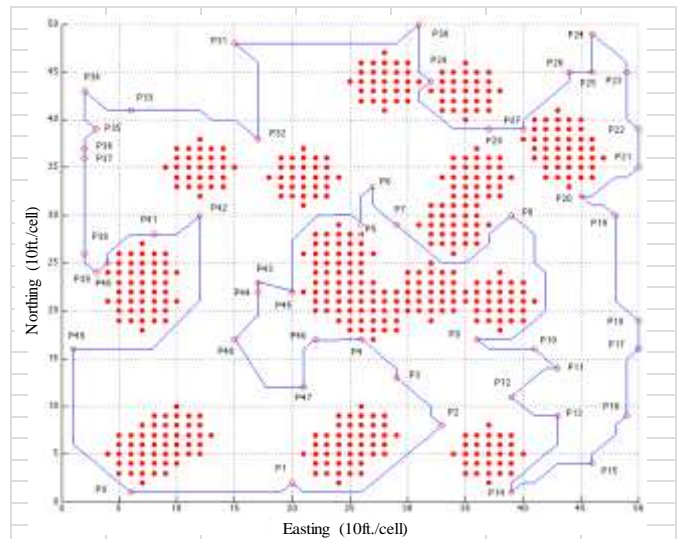 50
P38
P24
P31
45
P29
P26
P25
P23
P34
40
P33
P35
P32
P27
P22
P36
P28
P37
P21
35
P6
P20
30
P42
P7
P8
P19
P41
P5
25
P38
P43
P39
P40
P44
P45
20
P18
P48
P46
P4
P9
P10
P17
15
P49
P3
P11
P12
10
P47
P2
P13
P16
5
P1
P15
P0
P14
0
0 5 10 15 20 25 30 35 40 45 50
Northing (10ft./cell)
Easting (10ft./cell)